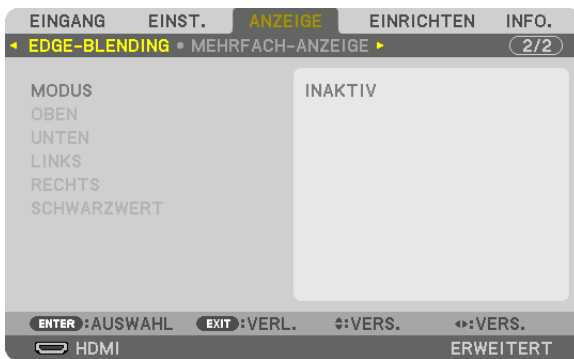 EINGANG EINST. ANZEIGE EINRICHTEN INFO.
◂ EDGE-BLENDING • MEHRFACH-ANZEIGE ▸ 2/2
MODUS INAKTIV
OBEN
UNTEN
LINKS
RECHTS
SCHWARZWERT
ENTER :AUSWAHL EXIT :VERL. :VERS. :VERS.
HDMI ERWEITERT